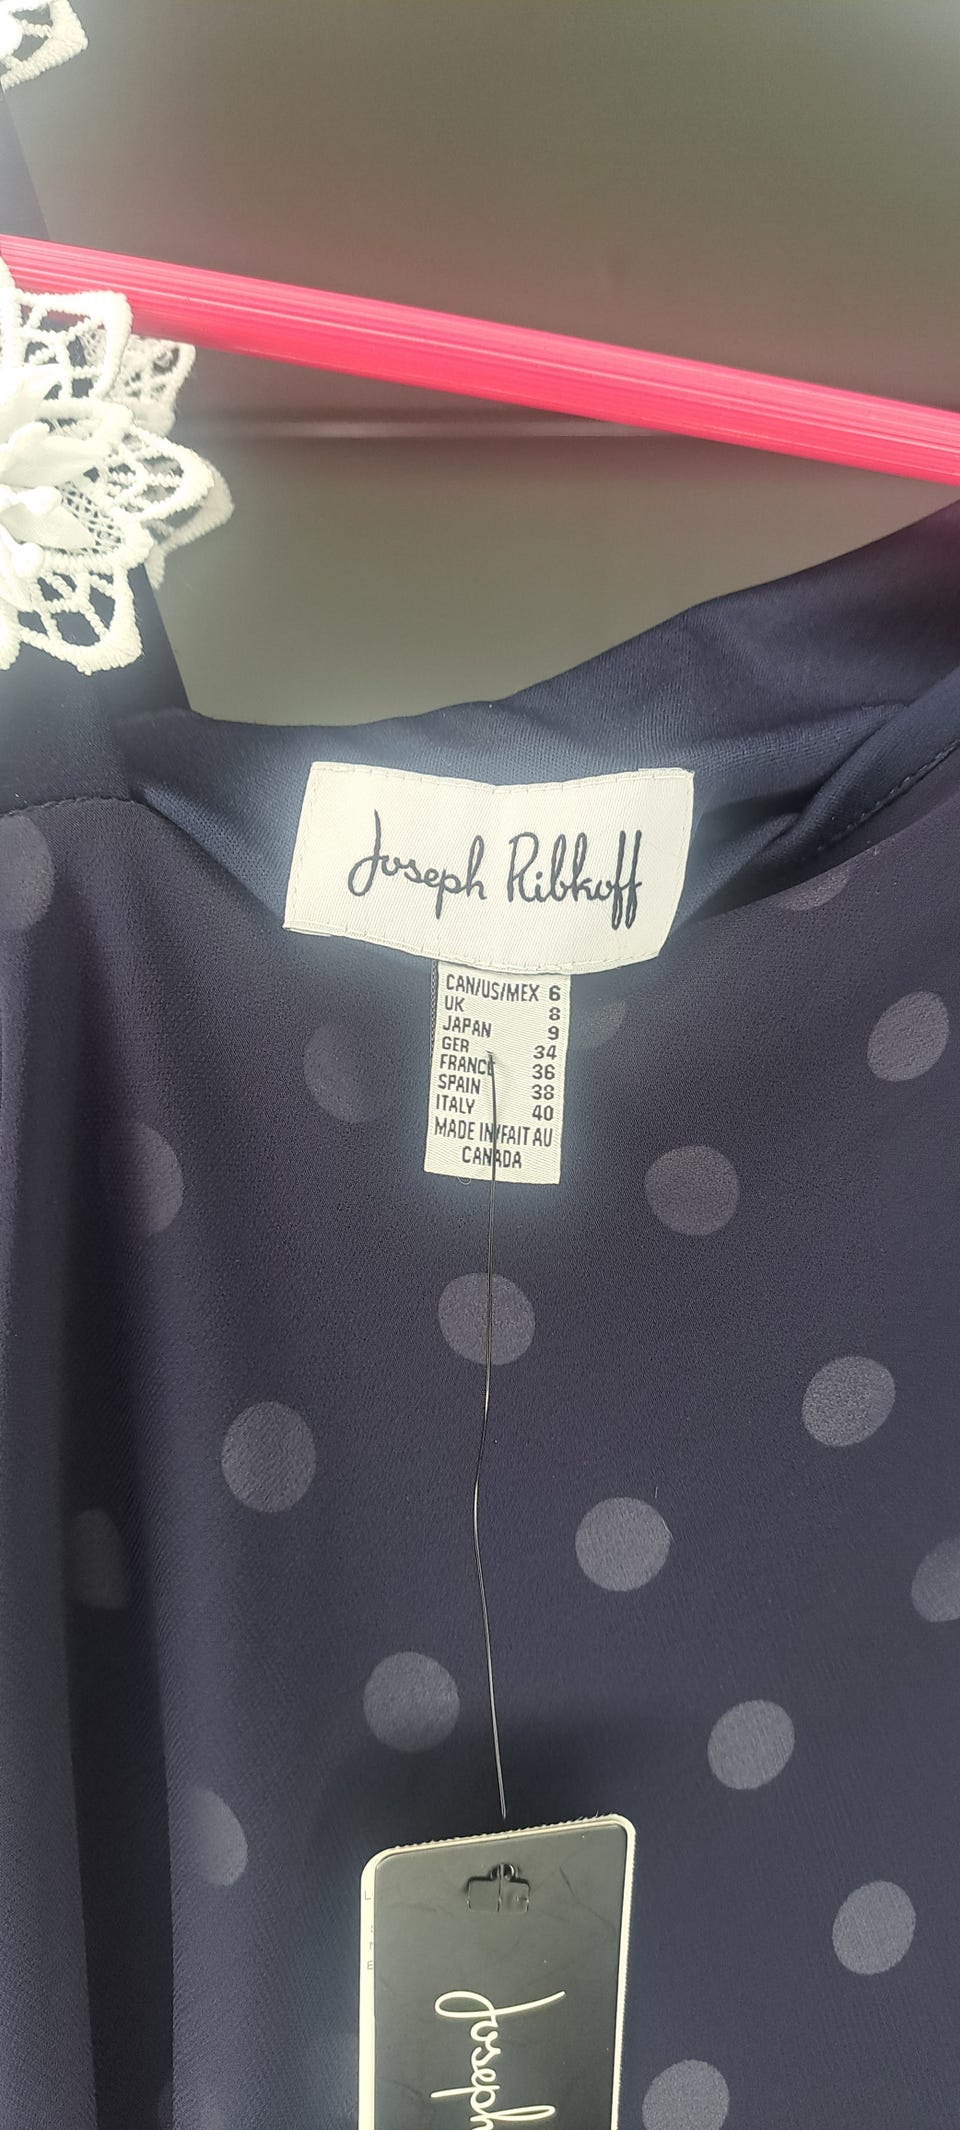 Joseph Ribkoff
CAN/US/MEX 6
UK 8
JAPAN 9
GER 34
FRANCE 36
SPAIN 38
ITALY 40
MADE IN/FAIT AU
CANADA
Joseph